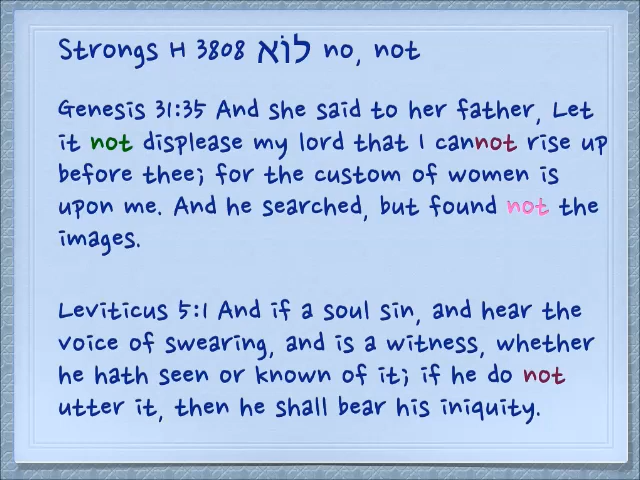 Strongs H 3808 לוֹא no, not
Genesis 31:35 And she said to her father, Let
it not displease my lord that I cannot rise up
before thee; for the custom of women is
upon me. And he searched, but found not the
images.
Leviticus 5:1 And if a soul sin, and hear the
voice of swearing, and is a witness, whether
he hath seen or known of it; if he do not
utter it, then he shall bear his iniquity.